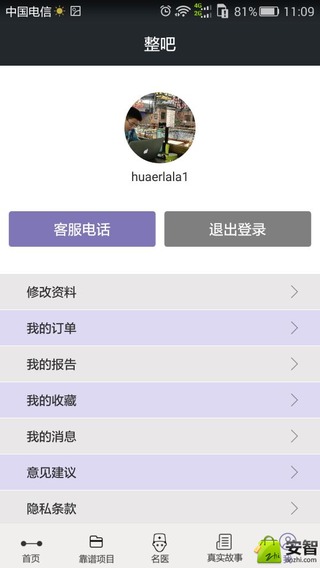 中国电信 4G 2G 81% 11:09
整吧
huaerlala1
客服电话 退出登录
修改资料
我的订单
我的报告
我的收藏
我的消息
意见建议
隐私条款
首页 靠谱项目 名医 真实故事
安智